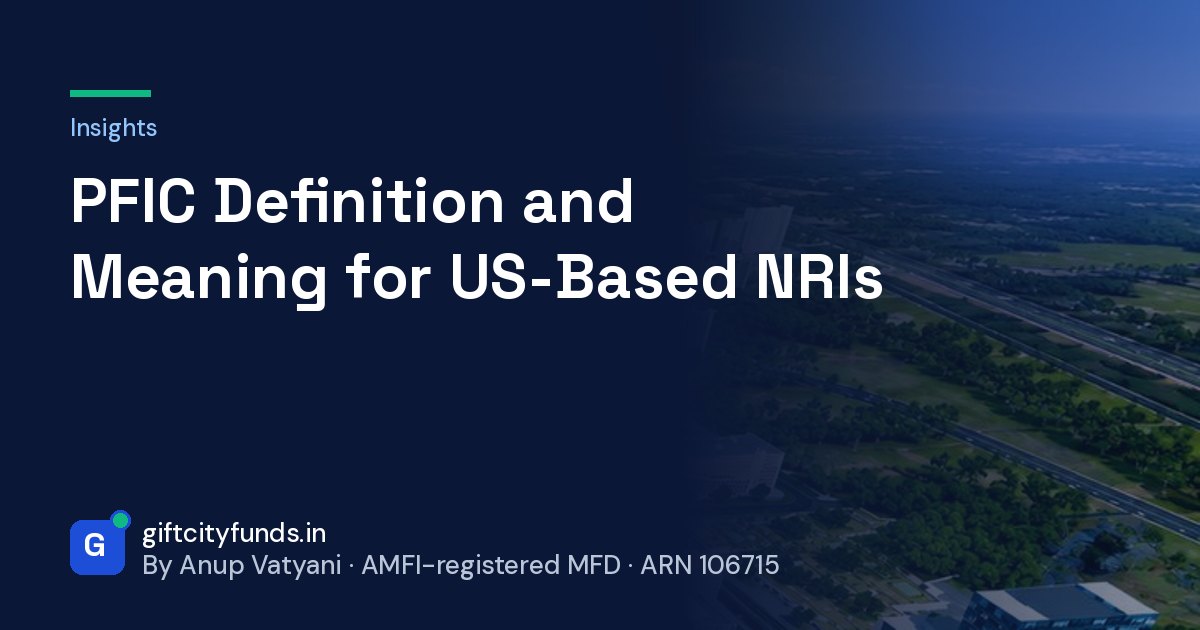 Insights
PFIC Definition and
Meaning for US-Based NRIs
G
giftcityfunds.in
By Anup Vatyani · AMFI-registered MFD · ARN 106715